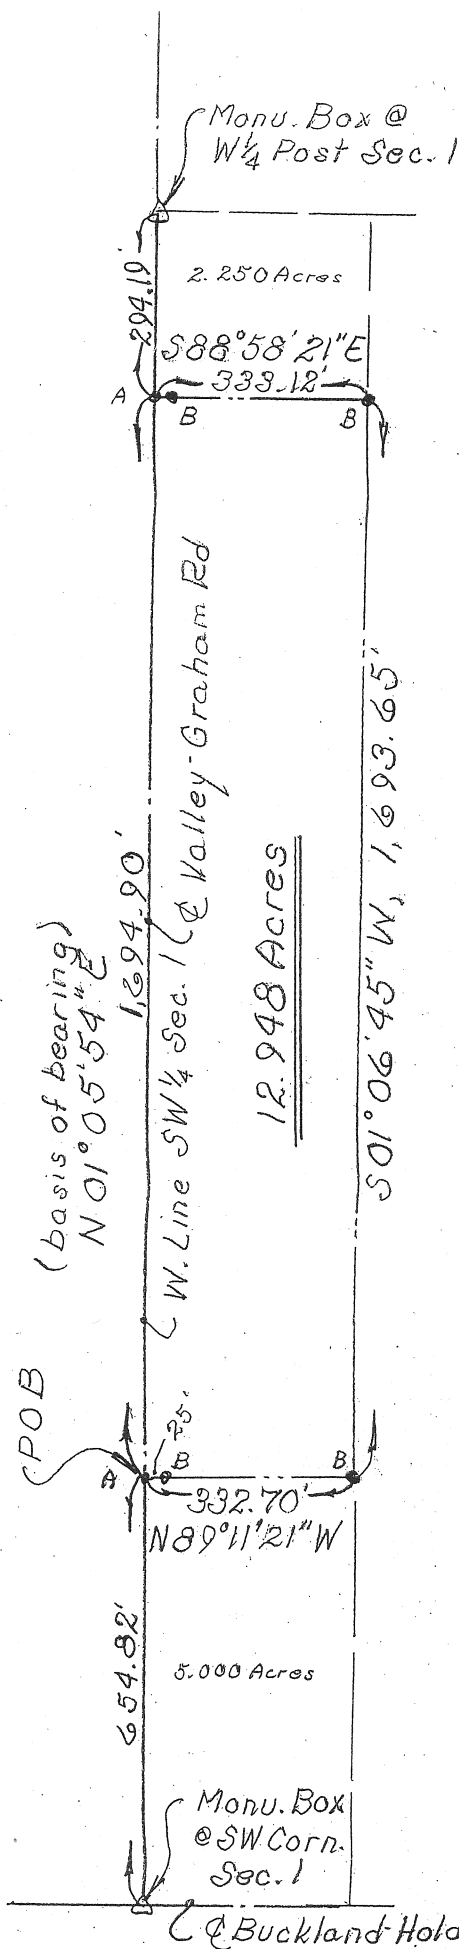 Monu. Box @
W¼ Post Sec. 1
294.19'
2.250 Acres
S88°58'21"E
333.12'
A
B
B
(basis of bearing)
N 01°05'54" E
1,694.90'
W. Line SW¼ Sec. 1
℄ Valley-Graham Rd
12.948 Acres
S01°06'45" W, 1,693.65'
POB
25'
A
B
B
332.70'
N89°11'21"W
654.82'
5.000 Acres
Monu. Box
@ SW Corn.
Sec. 1
℄ Buckland-Hold